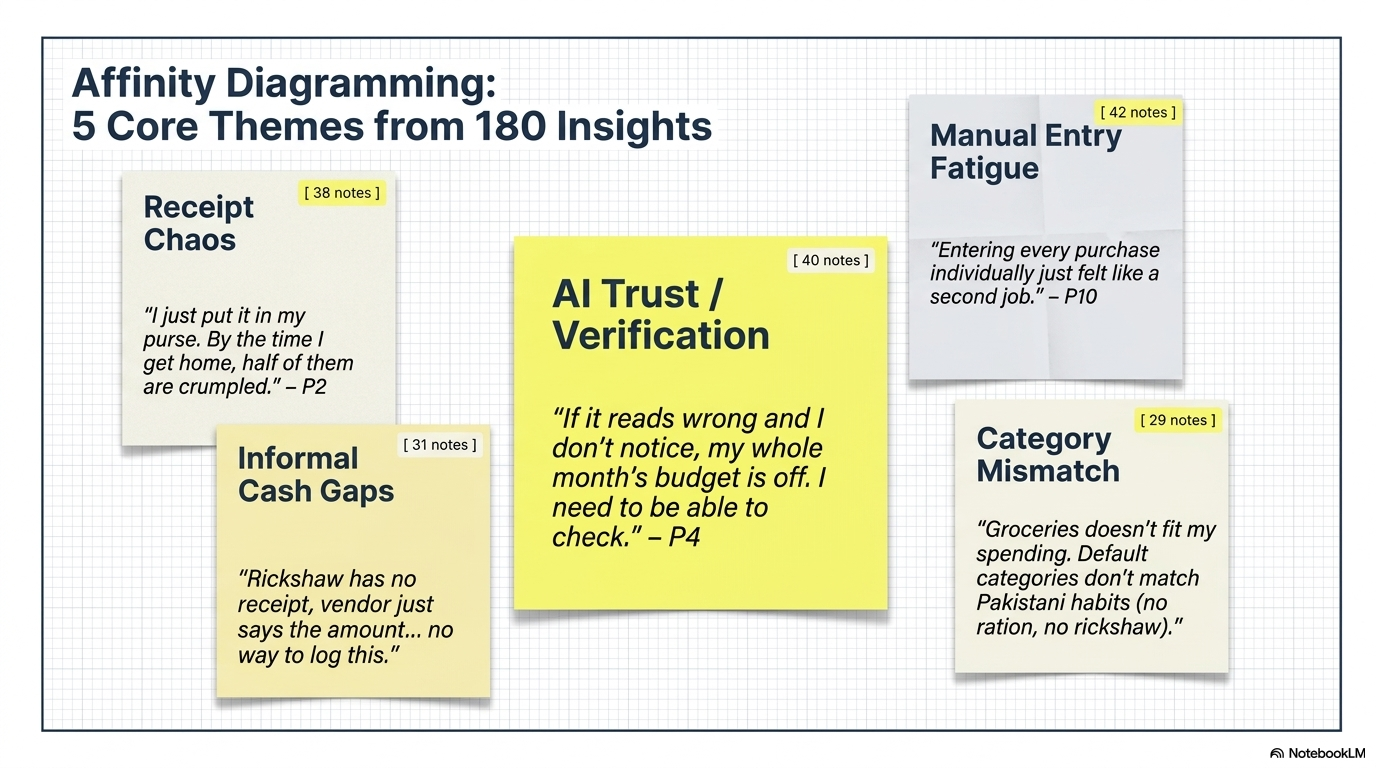 Affinity Diagramming:
5 Core Themes from 180 Insights
[ 38 notes ]
Receipt
Chaos
“I just put it in my
purse. By the time I
get home, half of them
are crumpled.” – P2
[ 31 notes ]
Informal
Cash Gaps
“Rickshaw has no
receipt, vendor just
says the amount... no
way to log this.”
[ 40 notes ]
AI Trust /
Verification
“If it reads wrong and I
don’t notice, my whole
month’s budget is off. I
need to be able to
check.” – P4
[ 42 notes ]
Manual Entry
Fatigue
“Entering every purchase
individually just felt like a
second job.” – P10
[ 29 notes ]
Category
Mismatch
“Groceries doesn’t fit my
spending. Default
categories don’t match
Pakistani habits (no
ration, no rickshaw).”
NotebookLM